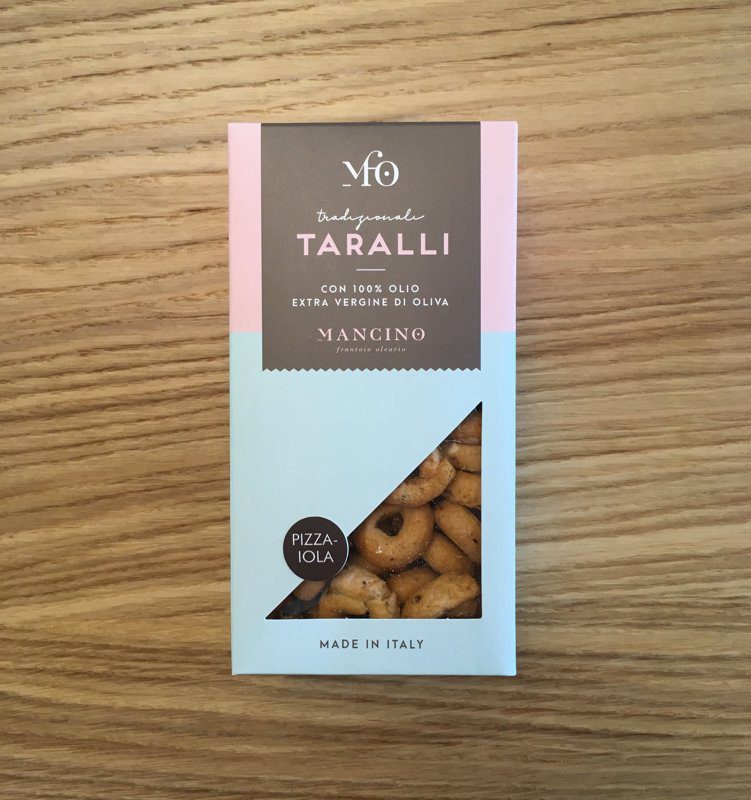 MFO
tradizionali
TARALLI
CON 100% OLIO
EXTRA VERGINE DI OLIVA
MANCINO
frantoio oleario
PIZZA-
IOLA
MADE IN ITALY